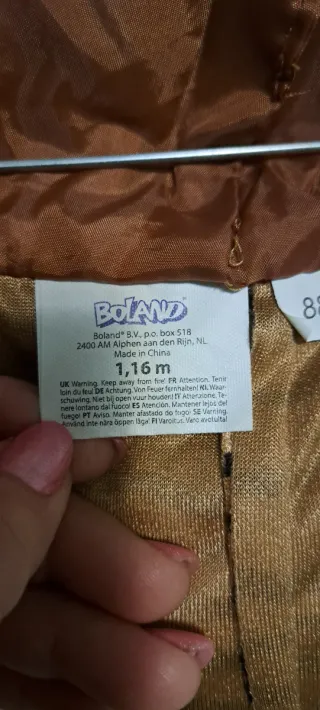 BOLAND
Boland® B.V., p.o. box 518
2400 AM Alphen aan den Rijn, NL
Made in China
1,16 m
UK Warning. Keep away from fire! FR Attention. Tenir
loin du feu! DE Achtung. Von Feuer fernhalten! NL Waar-
schuwing. Niet bij open vuur houden! IT Attenzione. Te-
nere lontano dal fuoco! ES Atención. Mantener lejos del
fuego! PT Aviso. Manter afastado do fogo! SE Varning.
Använd inte nära öppen låga! FI Varoitus. Varo avotulta!
88